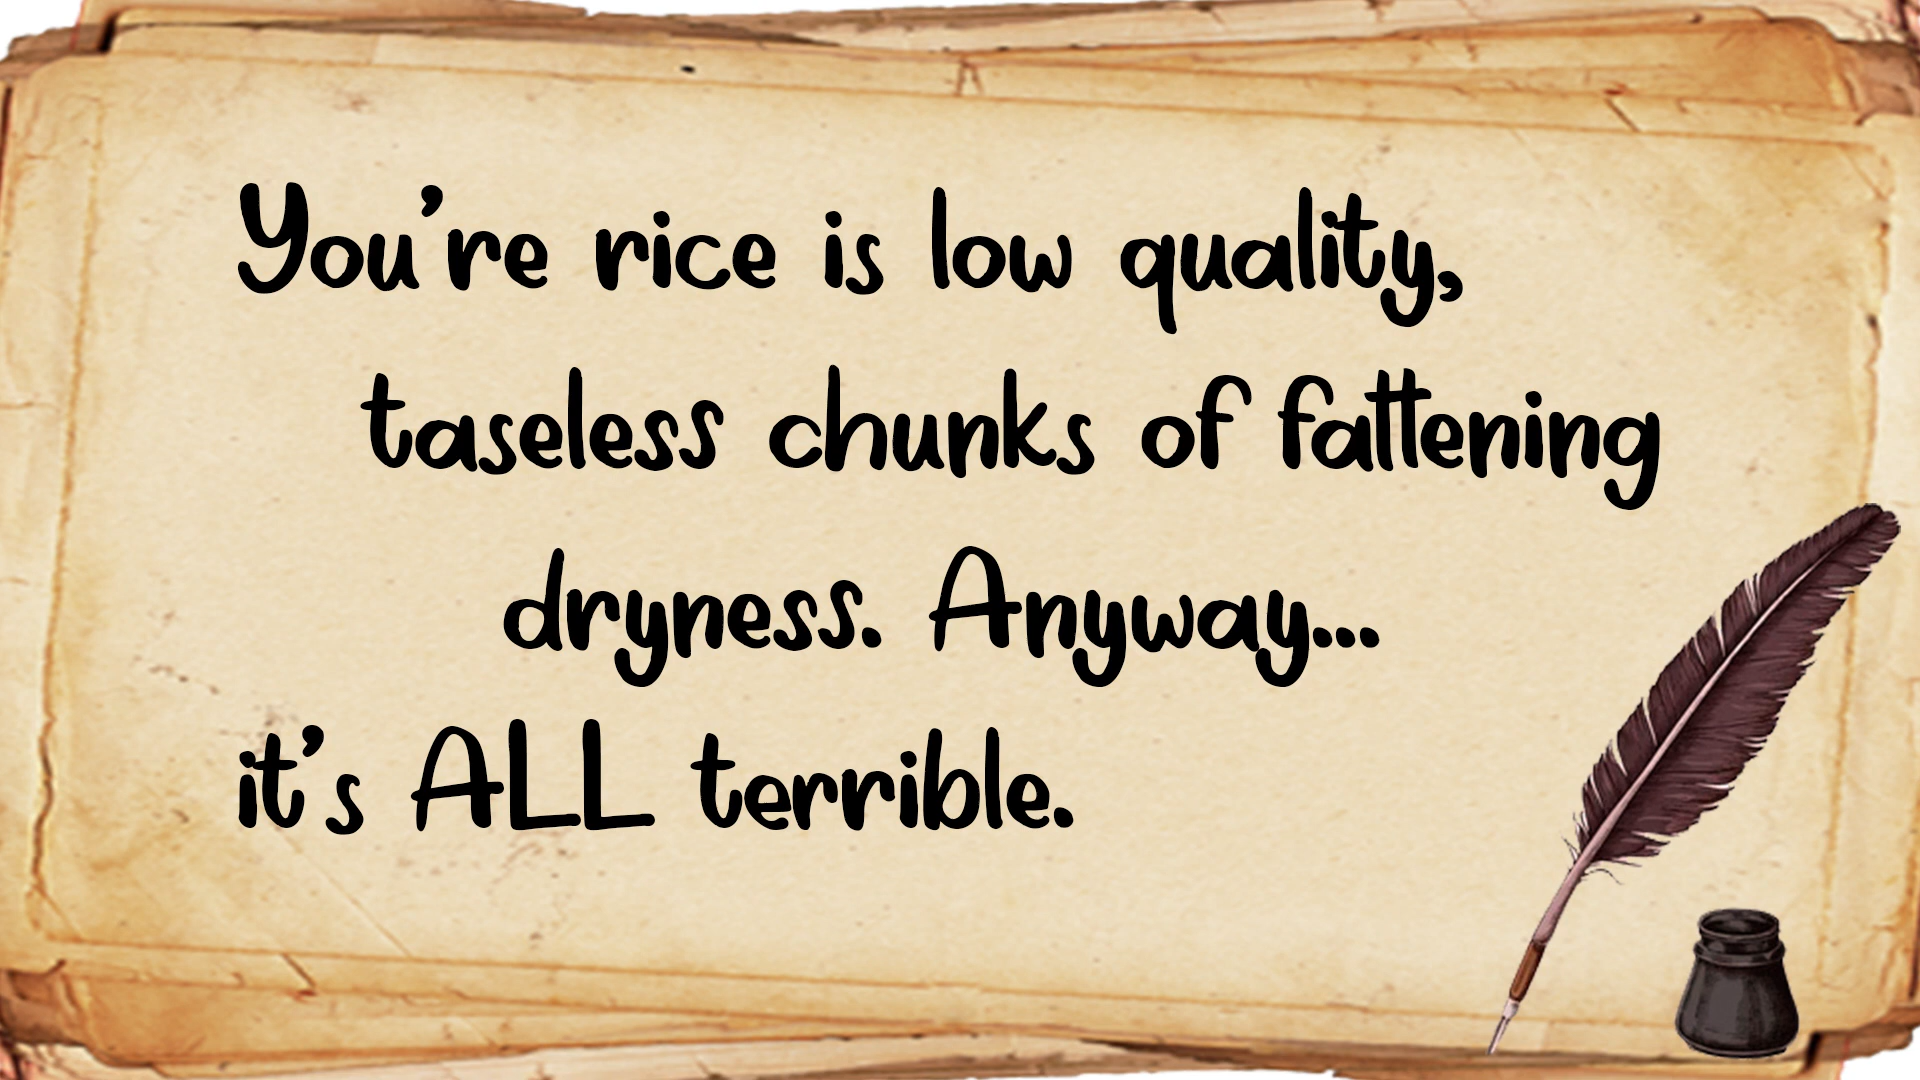 You're rice is low quality,
taseless chunks of fattening
dryness. Anyway...
it's ALL terrible.